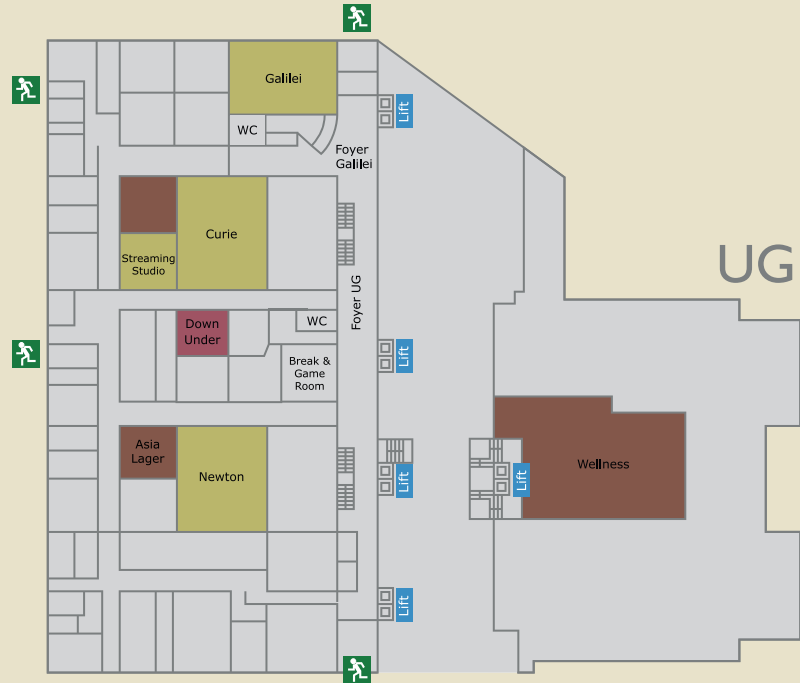 Galilei
Lift
WC
Foyer
Galilei
Curie
Streaming
Studio
UG
Foyer UG
Down
Under
WC
Lift
Break &
Game
Room
Asia
Lager
Newton
Wellness
Lift
Lift
Lift